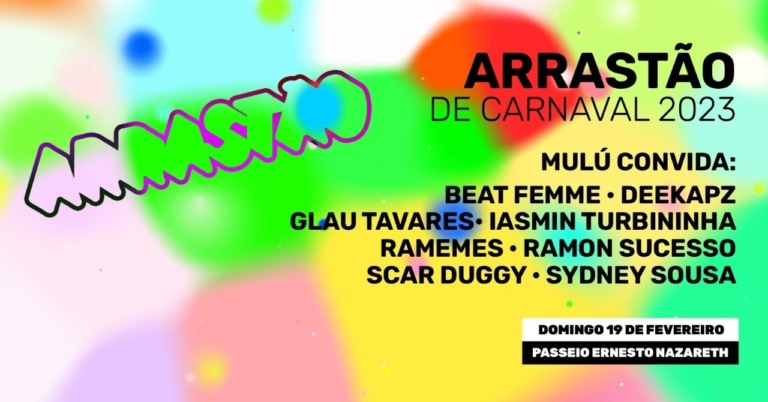 ARRASTÃO
ARRASTÃO
DE CARNAVAL 2023
MULÚ CONVIDA:
BEAT FEMME • DEEKAPZ
GLAU TAVARES• IASMIN TURBININHA
RAMEMES • RAMON SUCESSO
SCAR DUGGY • SYDNEY SOUSA
DOMINGO 19 DE FEVEREIRO
PASSEIO ERNESTO NAZARETH